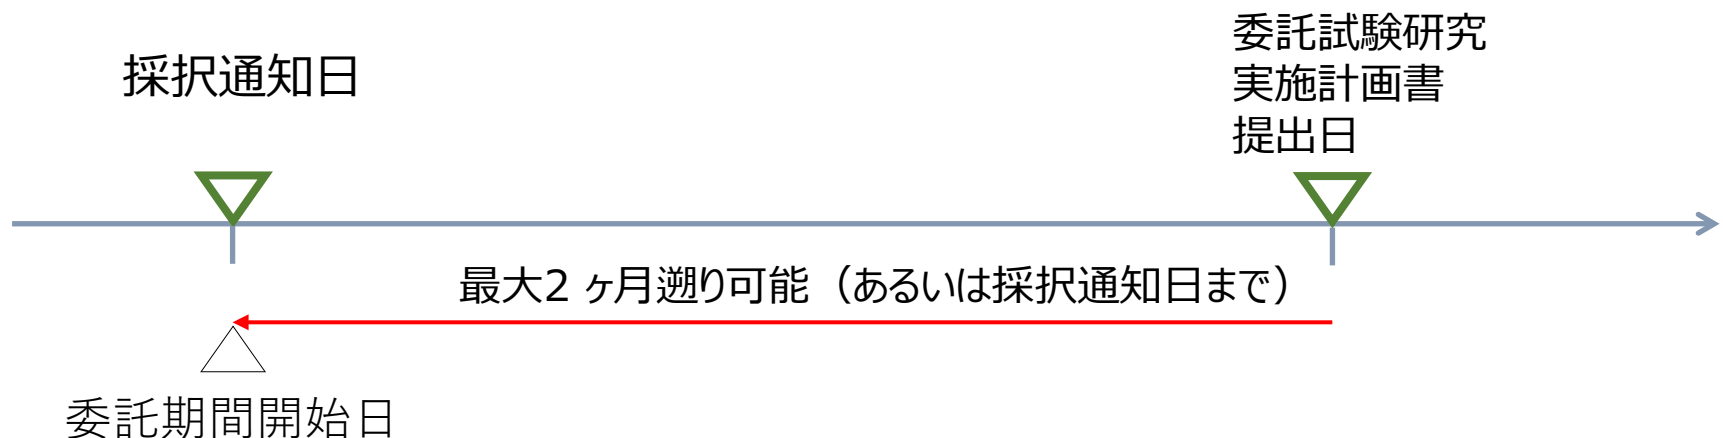 採択通知日
委託試験研究
実施計画書
提出日
最大2ヶ月遡り可能（あるいは採択通知日まで）
委託期間開始日